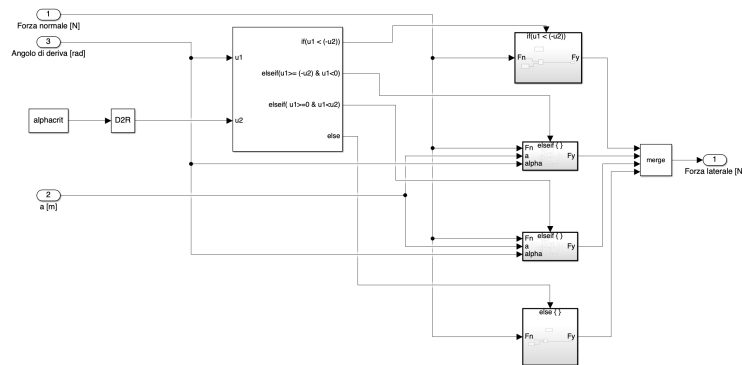 1
Forza normale [N]
3
Angolo di deriva [rad]
alphacrit
D2R
2
a [m]
u1
u2
if(u1 < (-u2))
elseif(u1>= (-u2) & u1<0)
elseif( u1>=0 & u1<u2)
else
if(u1 < (-u2))
Fn
Fy
elseif { }
Fn
a
alpha
Fy
elseif { }
Fn
a
alpha
Fy
else { }
Fn
Fy
merge
1
Forza laterale [N